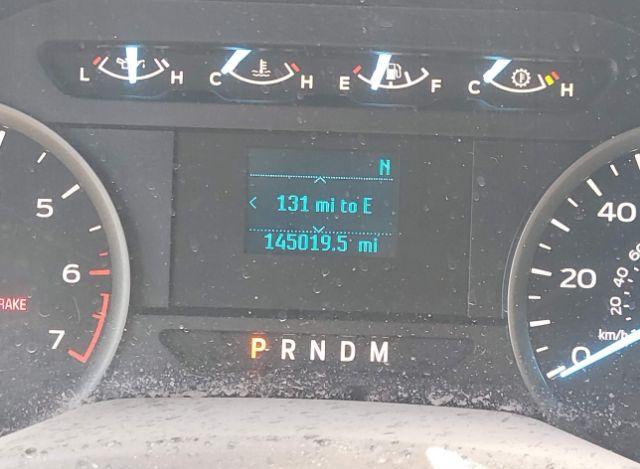 L H C H E F C H
N
131 mi to E
145019.5 mi
5
6
7
RAKE
P R N D M
40
20
0
20 40 60
km/h